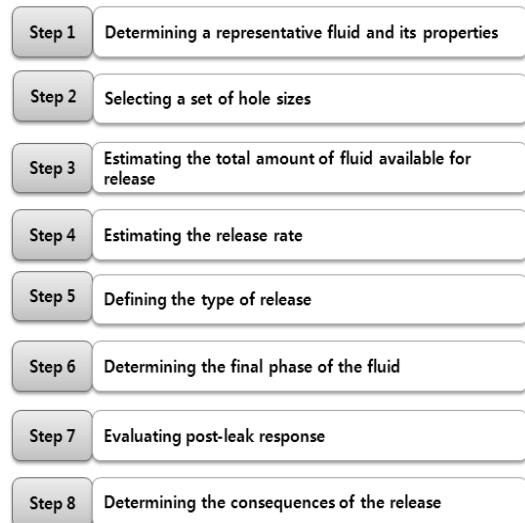 Step 1 Determining a representative fluid and its properties
Step 2 Selecting a set of hole sizes
Step 3 Estimating the total amount of fluid available for
release
Step 4 Estimating the release rate
Step 5 Defining the type of release
Step 6 Determining the final phase of the fluid
Step 7 Evaluating post-leak response
Step 8 Determining the consequences of the release